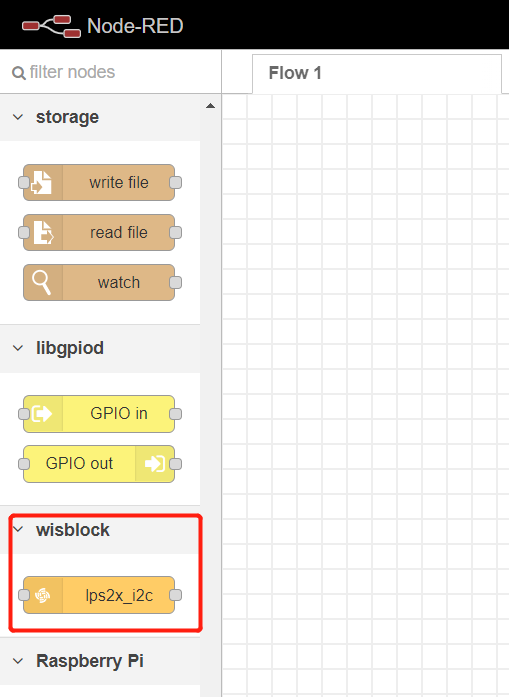 Node-RED
filter nodes
Flow 1
storage
write file
read file
watch
libgpiod
GPIO in
GPIO out
wisblock
lps2x_i2c
Raspberry Pi